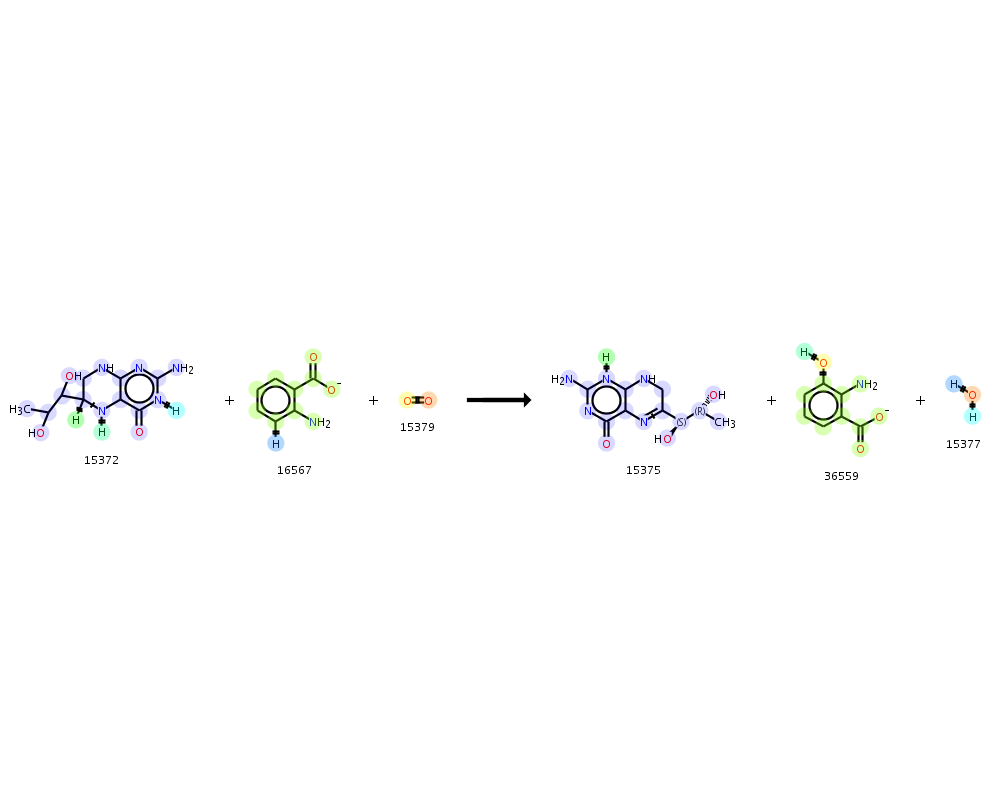 OH NH N NH2
H3C N H
HO H N
H O
15372
+
O
O-
NH2
H
16567
+
O O
15379
H
H2N N NH
N N
O
OH
(R)
(S)
HO CH3
15375
+
H
O
NH2
O-
O
36559
+
H
O
H
15377